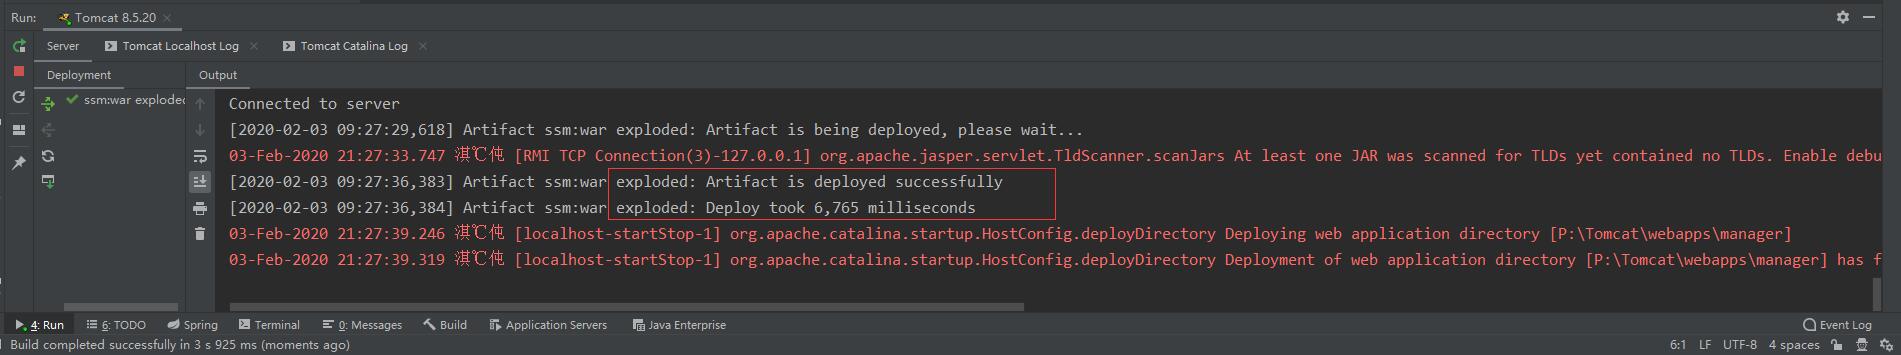 Run: Tomcat 8.5.20
Server Tomcat Localhost Log Tomcat Catalina Log
Deployment Output
ssm:war exploded
Connected to server
[2020-02-03 09:27:29,618] Artifact ssm:war exploded: Artifact is being deployed, please wait...
03-Feb-2020 21:27:33.747 淇℃伅 [RMI TCP Connection(3)-127.0.0.1] org.apache.jasper.servlet.TldScanner.scanJars At least one JAR was scanned for TLDs yet contained no TLDs. Enable debu
[2020-02-03 09:27:36,383] Artifact ssm:war exploded: Artifact is deployed successfully
[2020-02-03 09:27:36,384] Artifact ssm:war exploded: Deploy took 6,765 milliseconds
03-Feb-2020 21:27:39.246 淇℃伅 [localhost-startStop-1] org.apache.catalina.startup.HostConfig.deployDirectory Deploying web application directory [P:\Tomcat\webapps\manager]
03-Feb-2020 21:27:39.319 淇℃伅 [localhost-startStop-1] org.apache.catalina.startup.HostConfig.deployDirectory Deployment of web application directory [P:\Tomcat\webapps\manager] has f
4: Run 6: TODO Spring Terminal 0: Messages Build Application Servers Java Enterprise Event Log
Build completed successfully in 3 s 925 ms (moments ago) 6:1 LF UTF-8 4 spaces